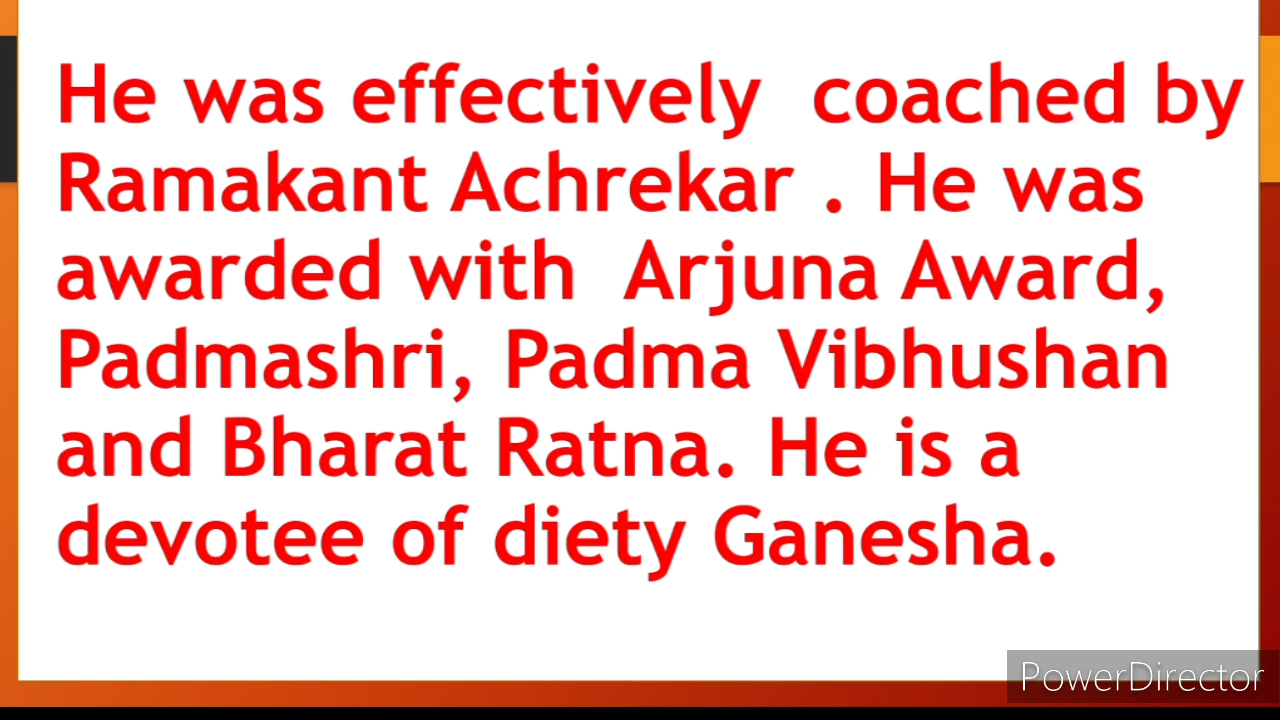 He was effectively  coached by
Ramakant Achrekar . He was
awarded with  Arjuna Award,
Padmashri, Padma Vibhushan
and Bharat Ratna. He is a
devotee of diety Ganesha.
PowerDirector